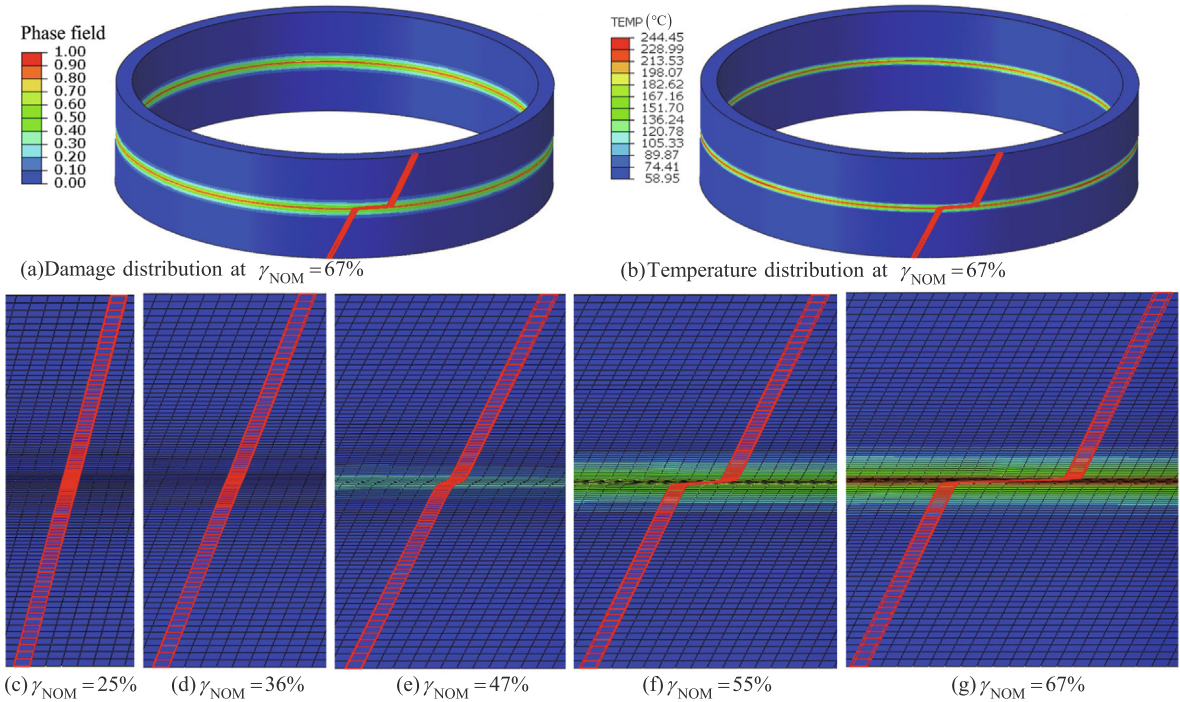 Phase field
1.00
0.90
0.80
0.70
0.60
0.50
0.40
0.30
0.20
0.10
0.00
TEMP (°C)
244.45
228.99
213.53
198.07
182.62
167.16
151.70
136.24
120.78
105.33
89.87
74.41
58.95
(a)Damage distribution at γNOM=67%
(b)Temperature distribution at γNOM=67%
(c) γNOM=25%
(d) γNOM=36%
(e) γNOM=47%
(f) γNOM=55%
(g) γNOM=67%